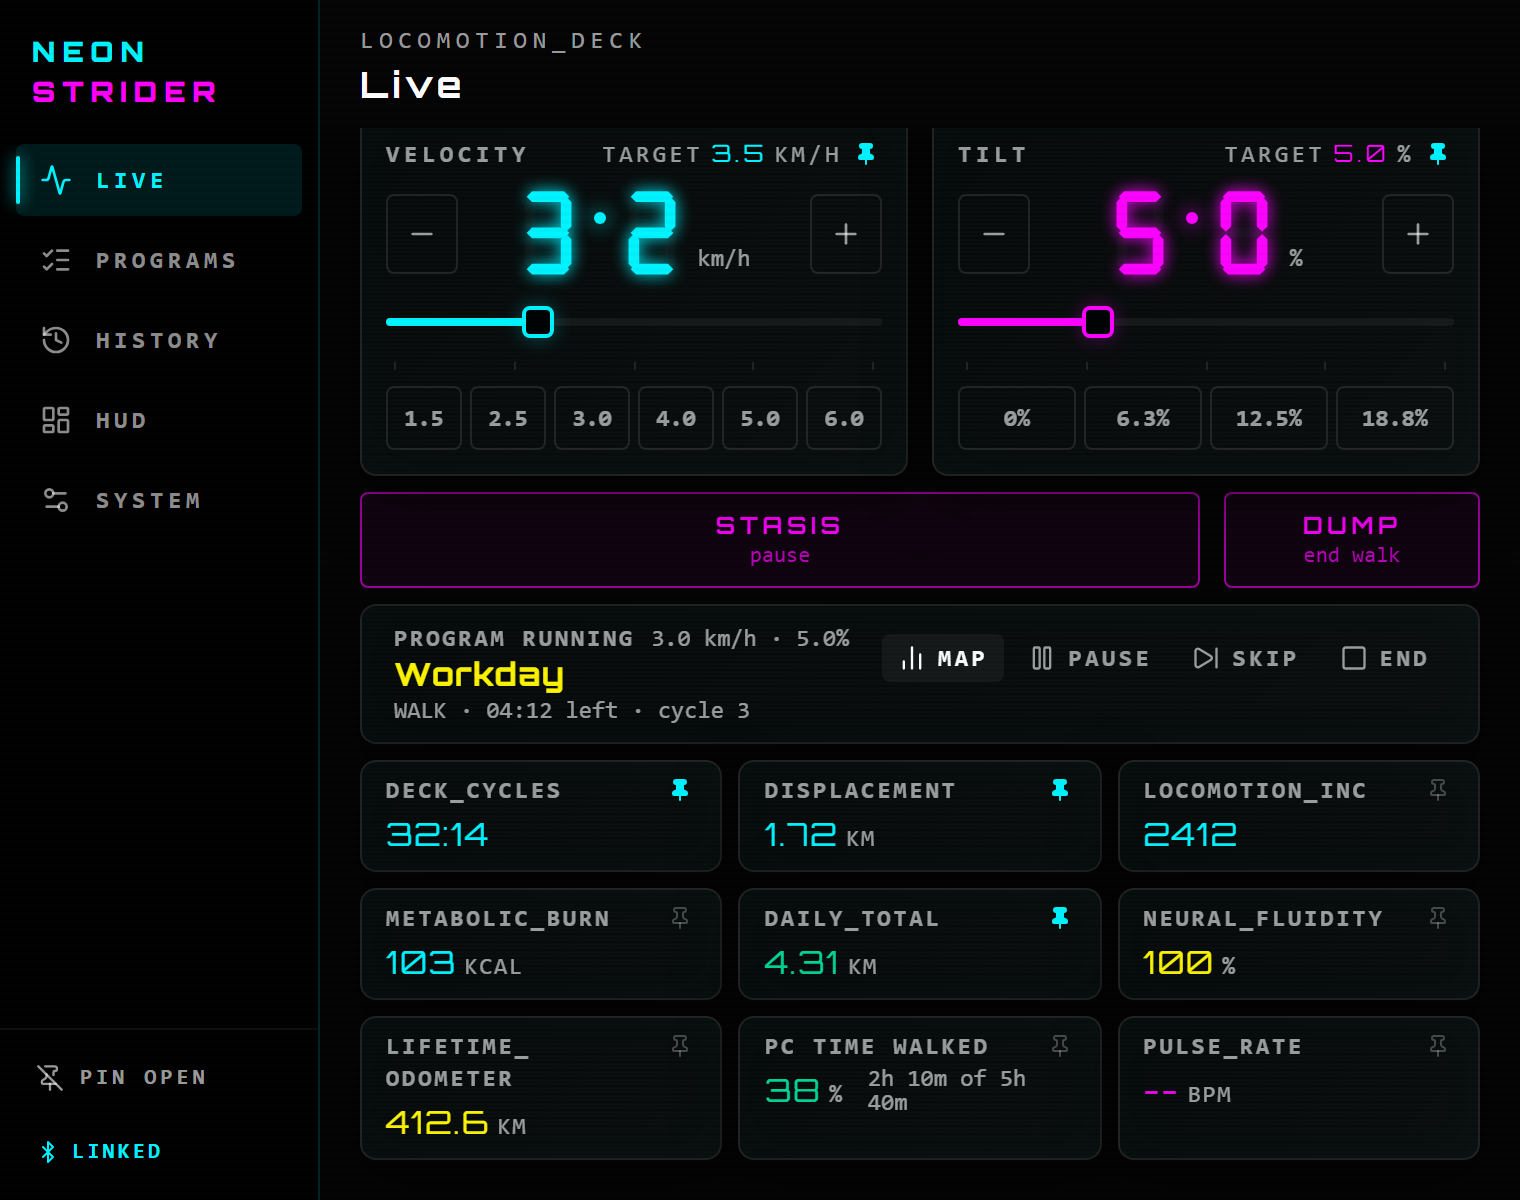 NEON
STRIDER
LIVE
PROGRAMS
HISTORY
HUD
SYSTEM
PIN OPEN
LINKED
LOCOMOTION_DECK
Live
VELOCITY TARGET 3.5 KM/H
3.2 km/h
1.5 2.5 3.0 4.0 5.0 6.0
TILT TARGET 5.0 %
5.0 %
0% 6.3% 12.5% 18.8%
STASIS
pause
DUMP
end walk
PROGRAM RUNNING 3.0 km/h · 5.0%
Workday
WALK · 04:12 left · cycle 3
MAP PAUSE SKIP END
DECK_CYCLES
32:14
DISPLACEMENT
1.72 KM
LOCOMOTION_INC
2412
METABOLIC_BURN
103 KCAL
DAILY_TOTAL
4.31 KM
NEURAL_FLUIDITY
100 %
LIFETIME_
ODOMETER
412.6 KM
PC TIME WALKED
38 % 2h 10m of 5h
40m
PULSE_RATE
-- BPM